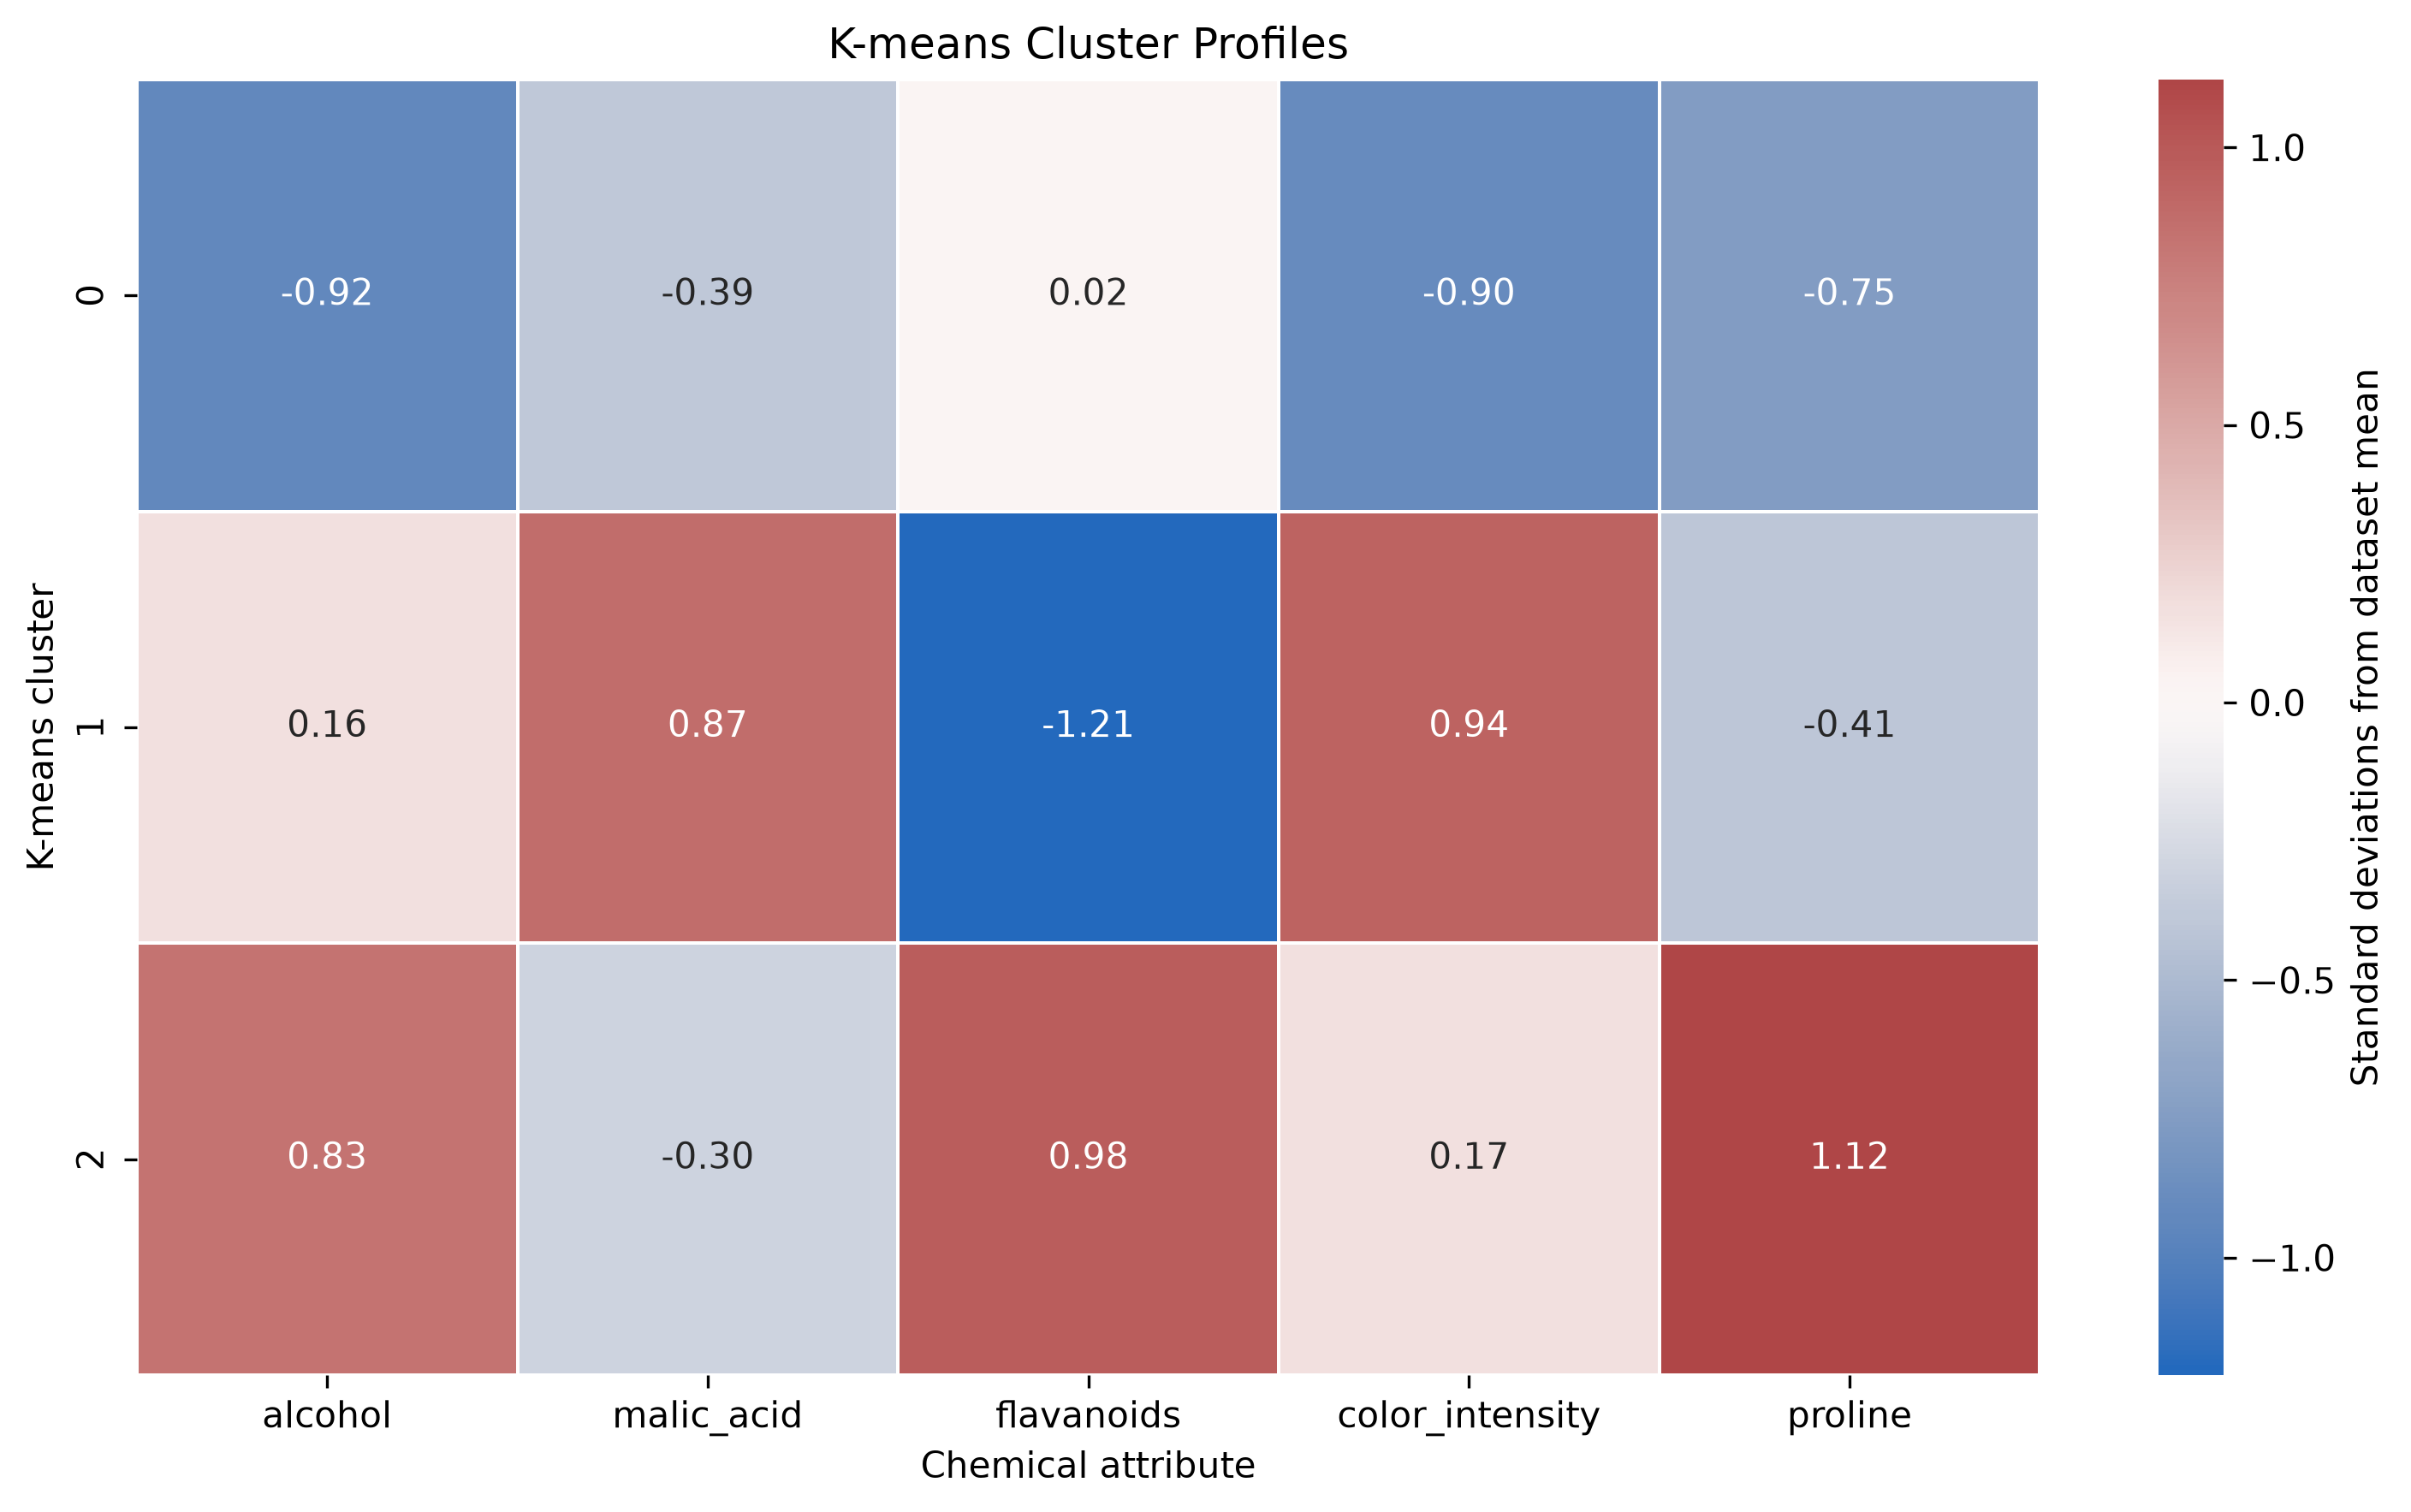 K-means Cluster Profiles
K-means cluster
0
-0.92
-0.39
0.02
-0.90
-0.75
1
0.16
0.87
-1.21
0.94
-0.41
2
0.83
-0.30
0.98
0.17
1.12
alcohol
malic_acid
flavanoids
color_intensity
proline
Chemical attribute
1.0
0.5
0.0
−0.5
−1.0
Standard deviations from dataset mean